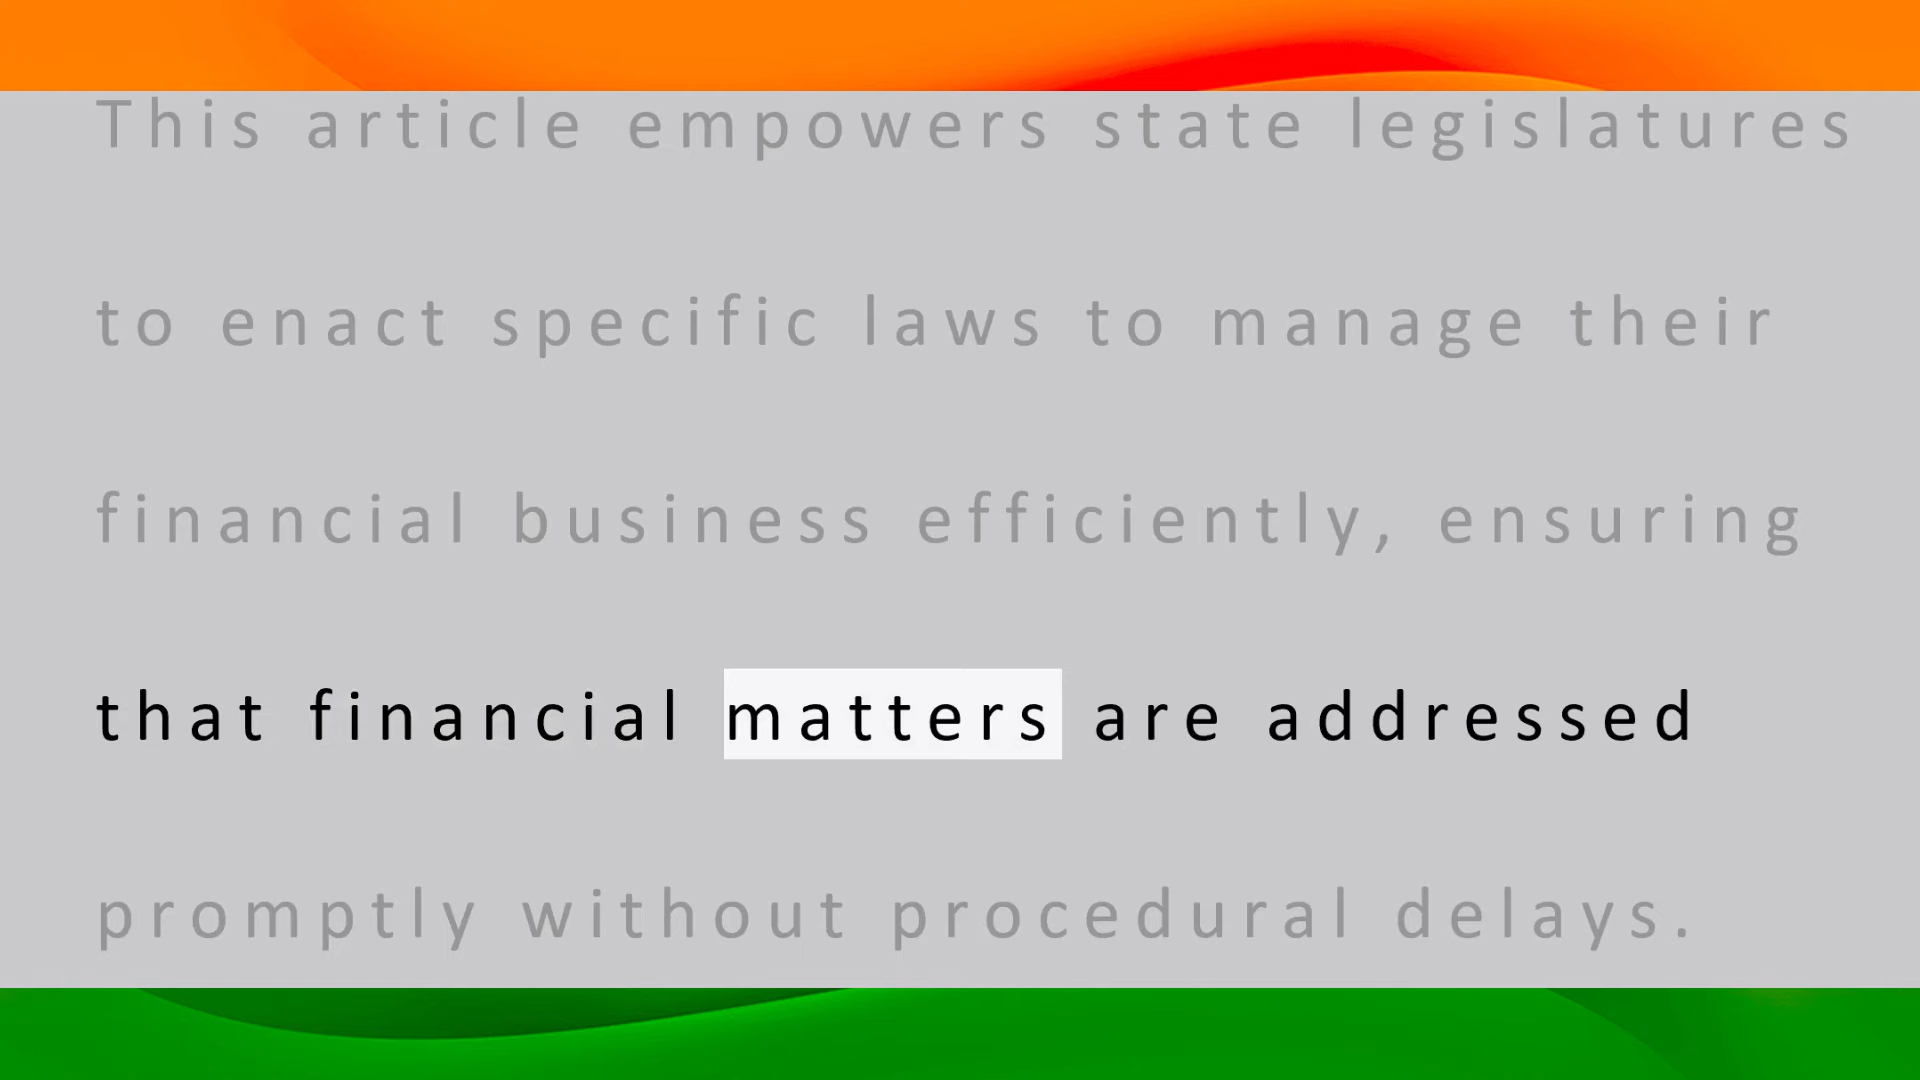 This article empowers state legislatures
to enact specific laws to manage their
financial business efficiently, ensuring
that financial matters are addressed
promptly without procedural delays.